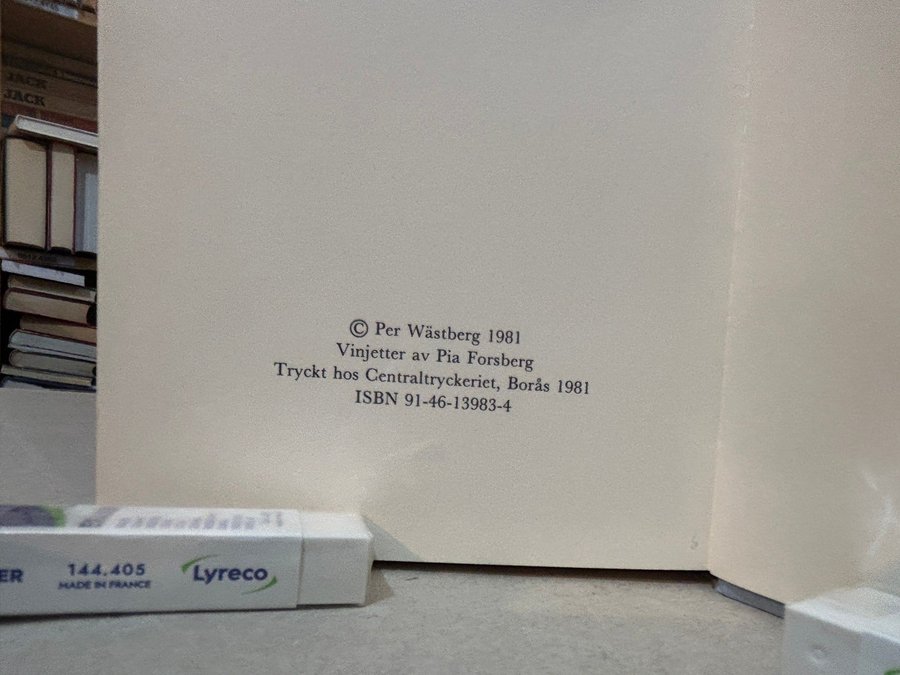 JACK
JACK
© Per Wästberg 1981
Vinjetter av Pia Forsberg
Tryckt hos Centraltryckeriet, Borås 1981
ISBN 91-46-13983-4
ER
144.405
MADE IN FRANCE
Lyreco